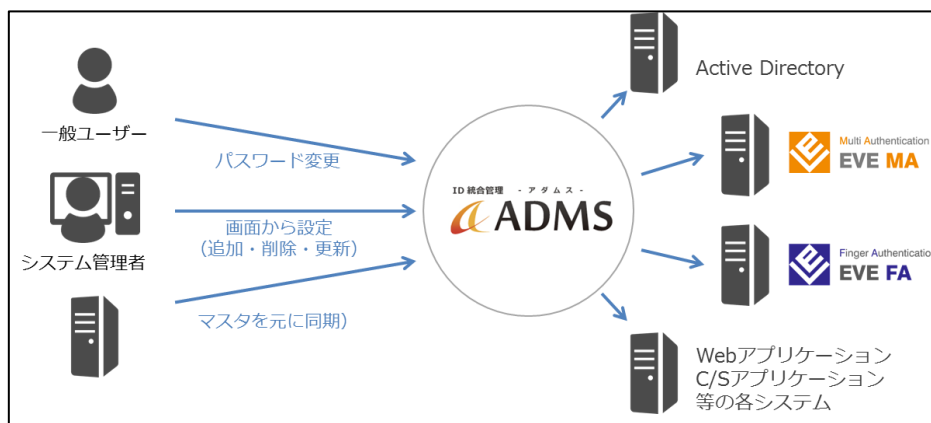 一般ユーザー
パスワード変更
システム管理者
画面から設定
(追加・削除・更新)
マスタを元に同期)
ID 統合管理 - アダムス -
ADMS
Active Directory
Multi Authentication
EVE MA
Finger Authentication
EVE FA
Webアプリケーション
C/Sアプリケーション
等の各システム